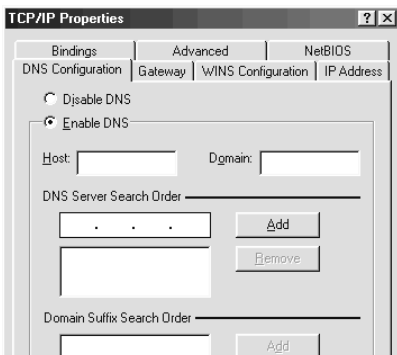 TCP/IP Properties
Bindings Advanced NetBIOS
DNS Configuration Gateway WINS Configuration IP Address
Disable DNS
Enable DNS
Host: Domain:
DNS Server Search Order
. . . Add
Remove
Domain Suffix Search Order
Add